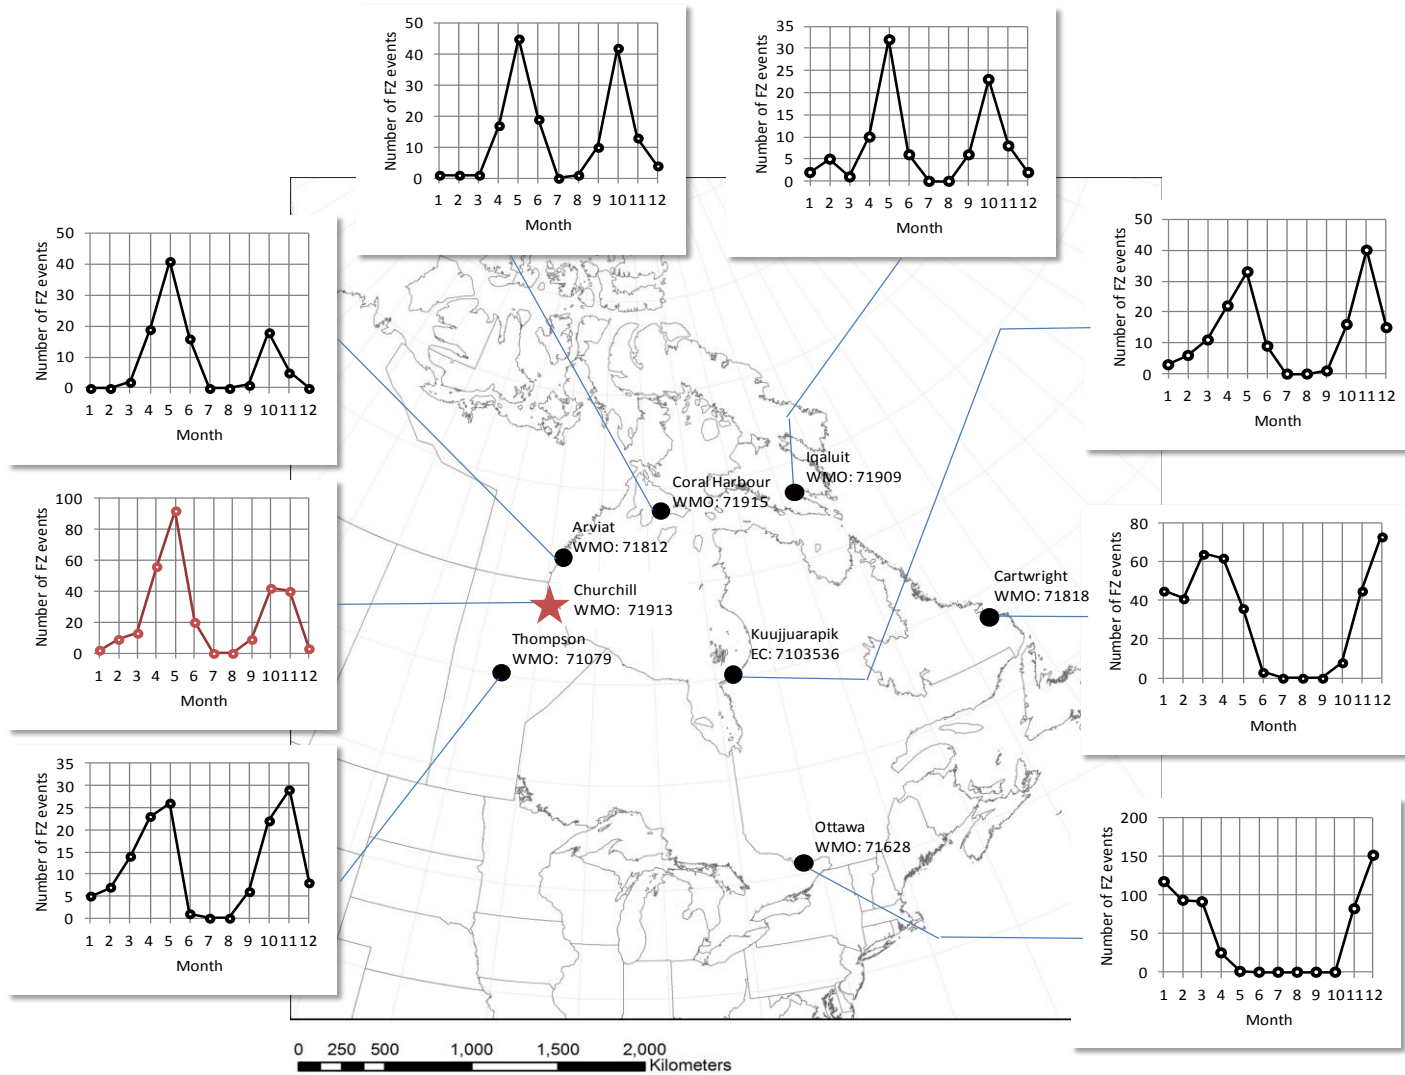 50
40
30
20
10
0
Number of FZ events
1 2 3 4 5 6 7 8 9 10 11 12
Month
35
30
25
20
15
10
5
0
Number of FZ events
1 2 3 4 5 6 7 8 9 10 11 12
Month
50
40
30
20
10
0
Number of FZ events
1 2 3 4 5 6 7 8 9 10 11 12
Month
50
40
30
20
10
0
Number of FZ events
1 2 3 4 5 6 7 8 9 10 11 12
Month
100
80
60
40
20
0
Number of FZ events
1 2 3 4 5 6 7 8 9 10 11 12
Month
80
60
40
20
0
Number of FZ events
1 2 3 4 5 6 7 8 9 10 11 12
Month
35
30
25
20
15
10
5
0
Number of FZ events
1 2 3 4 5 6 7 8 9 10 11 12
Month
200
150
100
50
0
Number of FZ events
1 2 3 4 5 6 7 8 9 10 11 12
Month
Iqaluit
WMO: 71909
Coral Harbour
WMO: 71915
Arviat
WMO: 71812
Churchill
WMO: 71913
Cartwright
WMO: 71818
Thompson
WMO: 71079
Kuujjuarapik
EC: 7103536
Ottawa
WMO: 71628
0 250 500 1,000 1,500 2,000
Kilometers